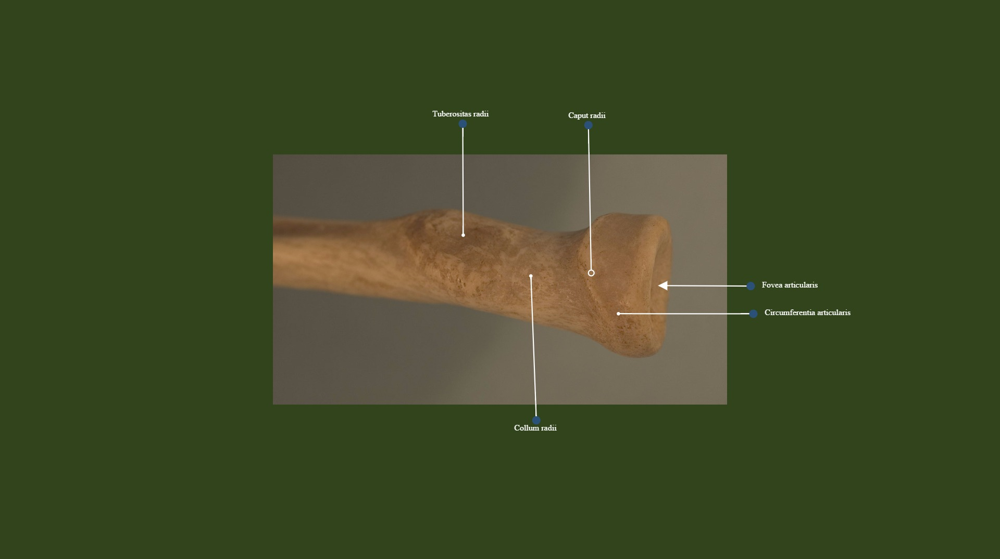 Tuberositas radii
Caput radii
Fovea articularis
Circumferentia articularis
Collum radii